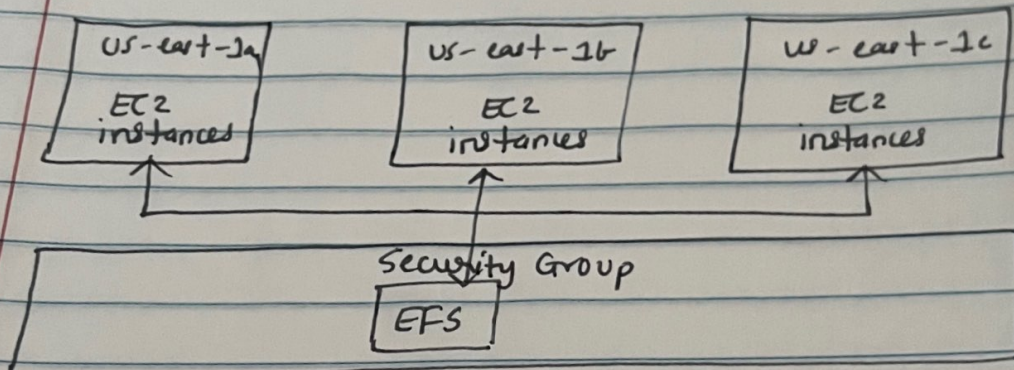 us-east-1a
us-east-1b
us-east-1c
EC2
instances
EC2
instances
EC2
instances
Security Group
EFS